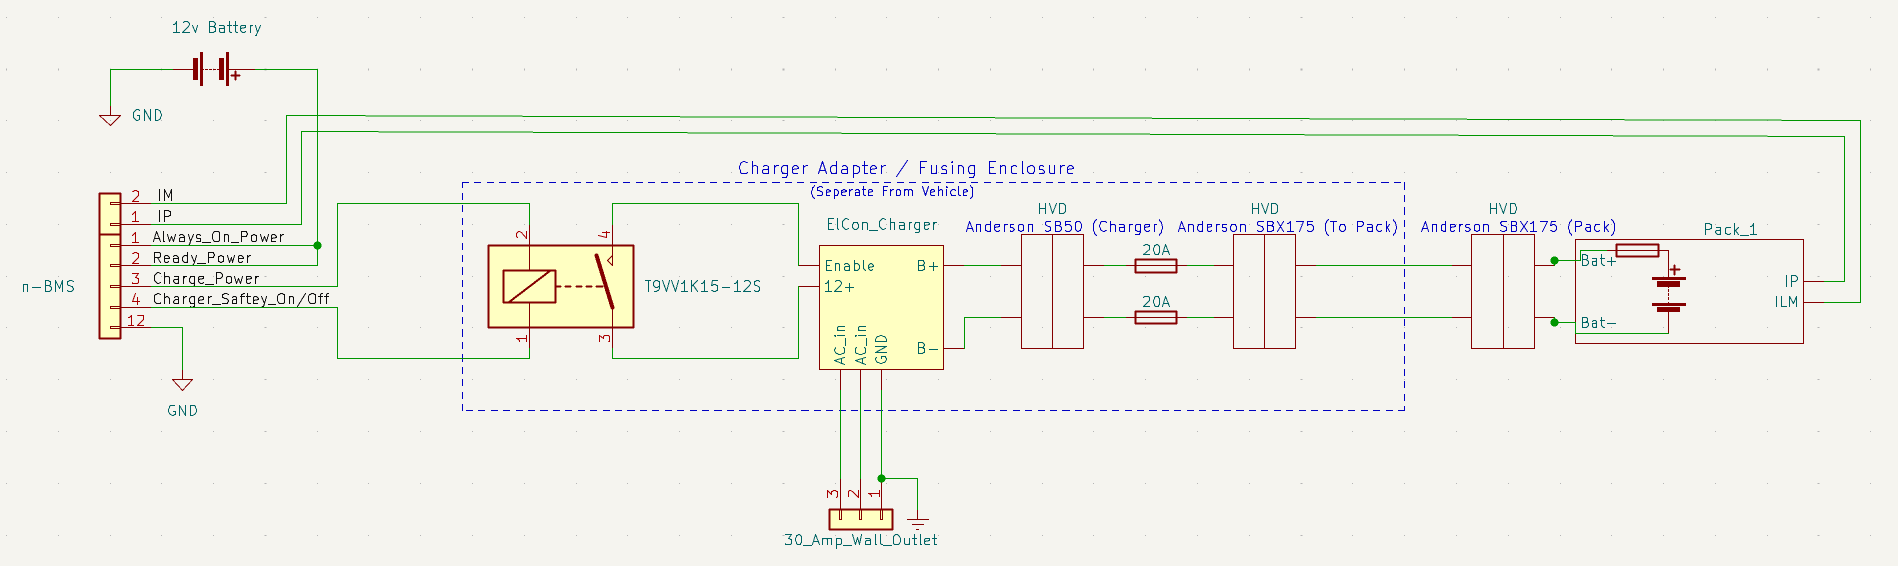 12v Battery
GND
Charger Adapter / Fusing Enclosure
(Seperate From Vehicle)
n-BMS
2 IM
1 IP
1 Always_On_Power
2 Ready_Power
3 Charge_Power
4 Charger_Saftey_On/Off
12
GND
2
4
1
3
T9VV1K15-12S
ElCon_Charger
Enable
12+
B+
B-
AC_in
AC_in
GND
HVD
Anderson SB50 (Charger)
20A
20A
HVD
Anderson SBX175 (To Pack)
HVD
Anderson SBX175 (Pack)
Pack_1
Bat+
Bat-
+
IP
ILM
3
2
1
30_Amp_Wall_Outlet